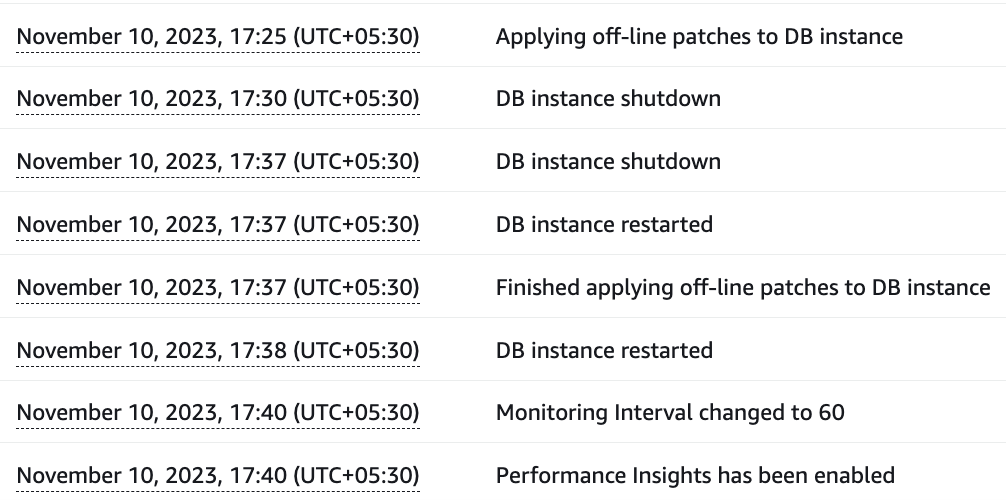 November 10, 2023, 17:25 (UTC+05:30) Applying off-line patches to DB instance
November 10, 2023, 17:30 (UTC+05:30) DB instance shutdown
November 10, 2023, 17:37 (UTC+05:30) DB instance shutdown
November 10, 2023, 17:37 (UTC+05:30) DB instance restarted
November 10, 2023, 17:37 (UTC+05:30) Finished applying off-line patches to DB instance
November 10, 2023, 17:38 (UTC+05:30) DB instance restarted
November 10, 2023, 17:40 (UTC+05:30) Monitoring Interval changed to 60
November 10, 2023, 17:40 (UTC+05:30) Performance Insights has been enabled